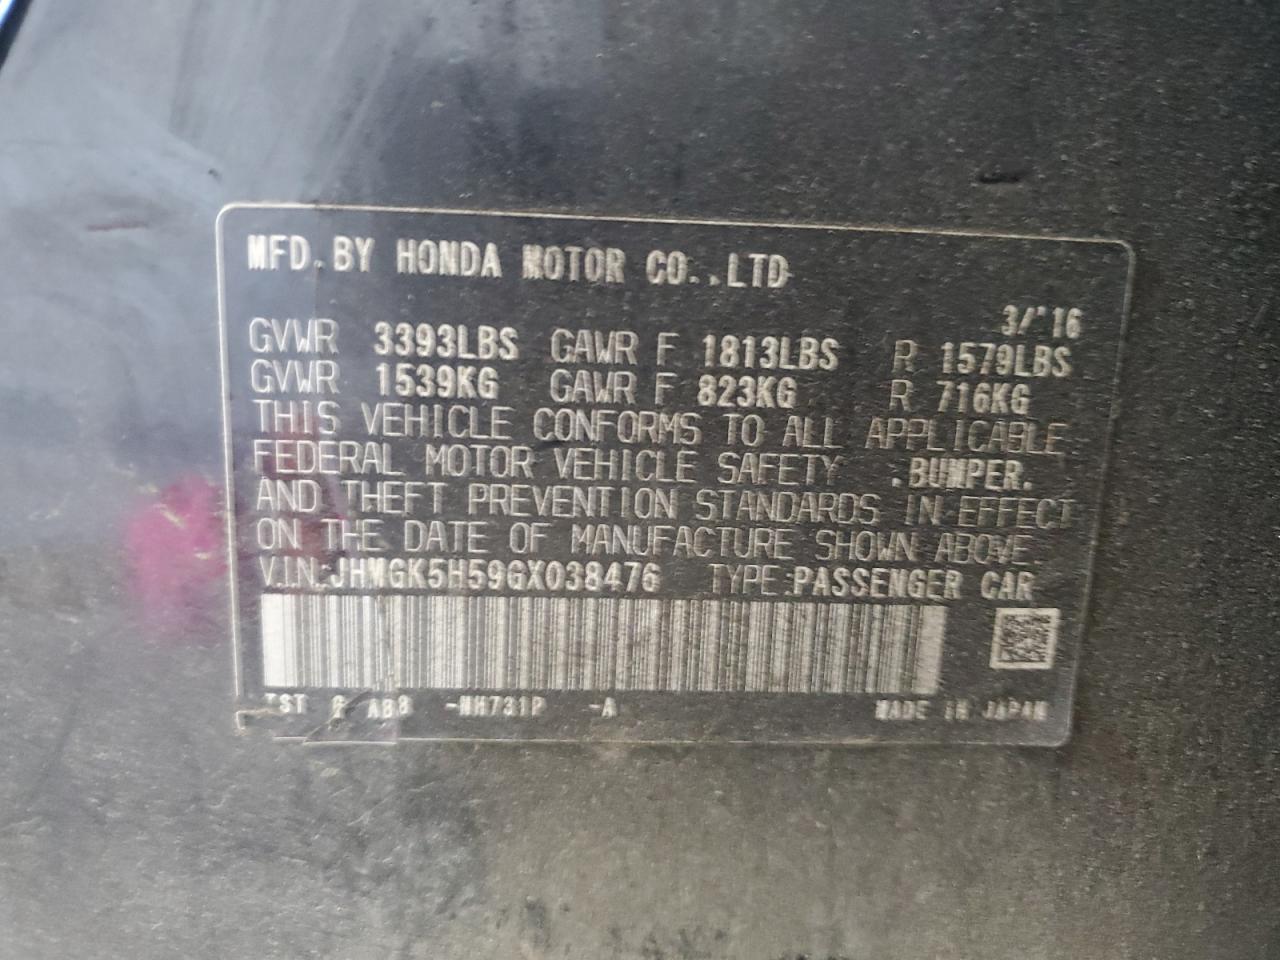 MFD. BY HONDA MOTOR CO.,LTD
3/'16
GVWR 3393LBS GAWR F 1813LBS R 1579LBS
GVWR 1539KG GAWR F 823KG R 716KG
THIS VEHICLE CONFORMS TO ALL APPLICABLE
FEDERAL MOTOR VEHICLE SAFETY .BUMPER.
AND THEFT PREVENTION STANDARDS IN EFFECT
ON THE DATE OF MANUFACTURE SHOWN ABOVE.
V.I.N.:JHMGK5H59GX038476 TYPE:PASSENGER CAR
-NH731P -A MADE IN JAPAN